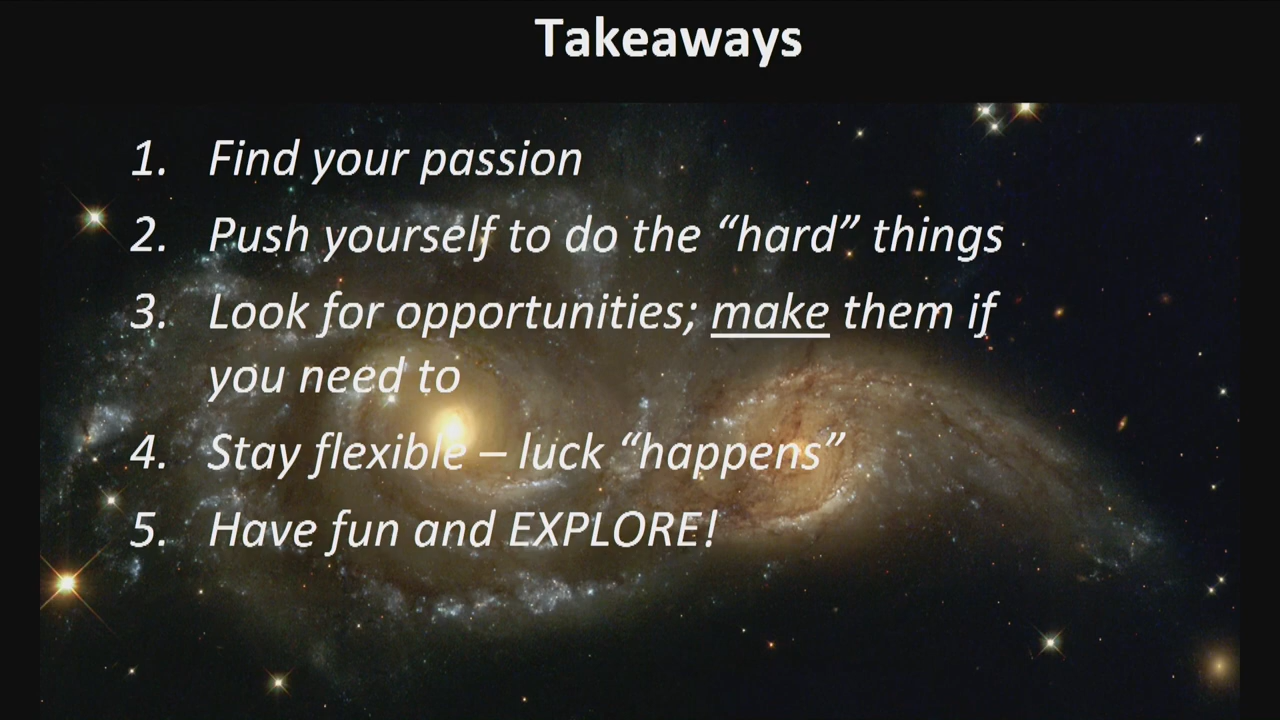 Takeaways
1. Find your passion
2. Push yourself to do the “hard” things
3. Look for opportunities; make them if
you need to
4. Stay flexible – luck “happens”
5. Have fun and EXPLORE!